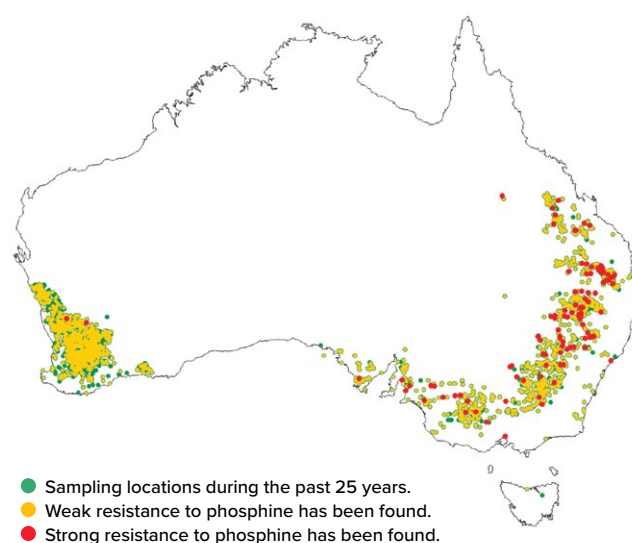 Sampling locations during the past 25 years.
Weak resistance to phosphine has been found.
Strong resistance to phosphine has been found.